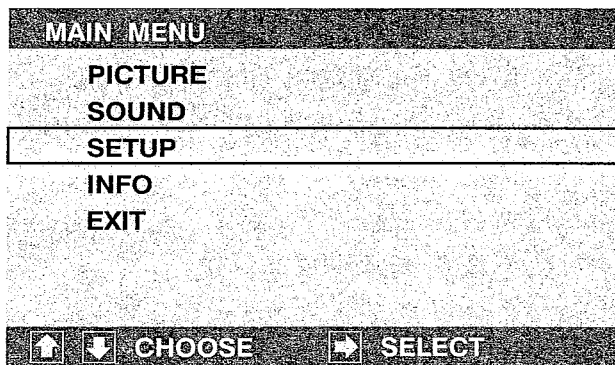 MAIN MENU
PICTURE
SOUND
SETUP
INFO
EXIT
CHOOSE SELECT